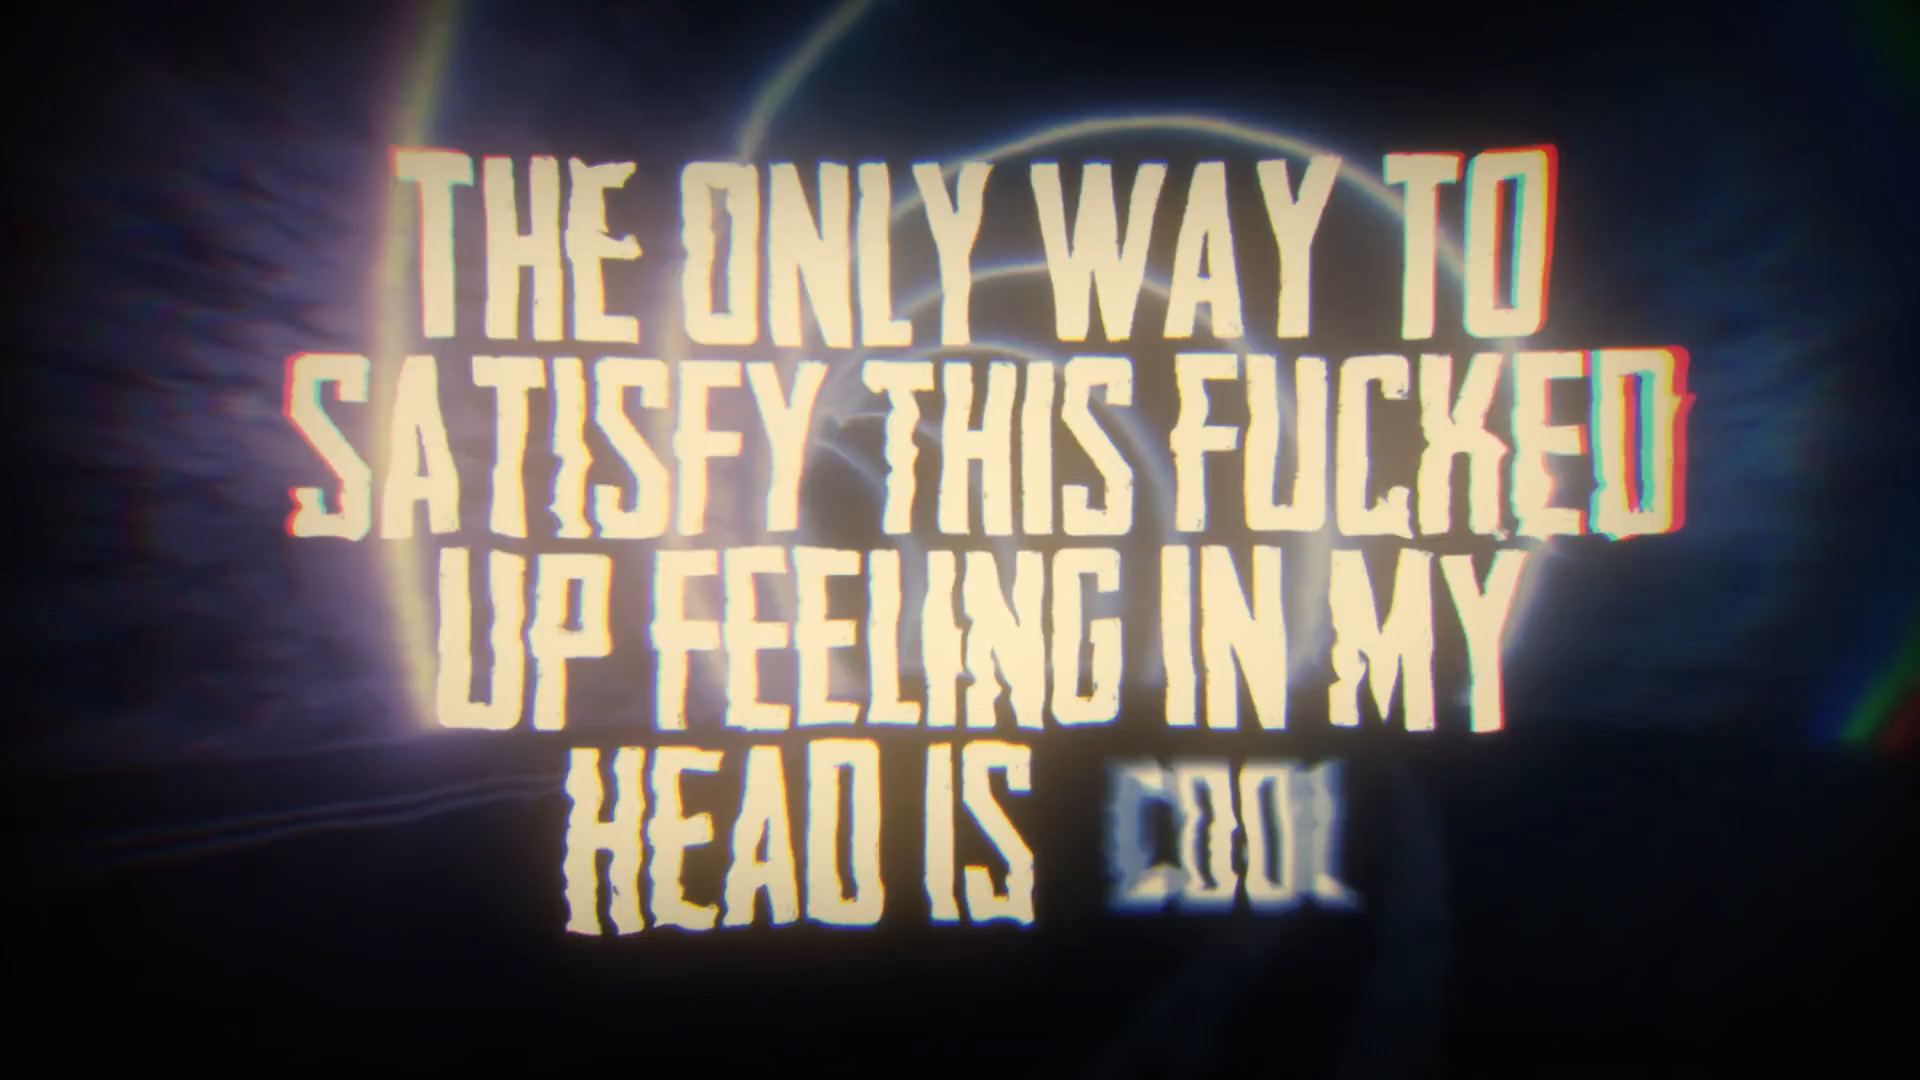 THE ONLY WAY TO
SATISFY THIS FUCKED
UP FEELING IN MY
HEAD IS